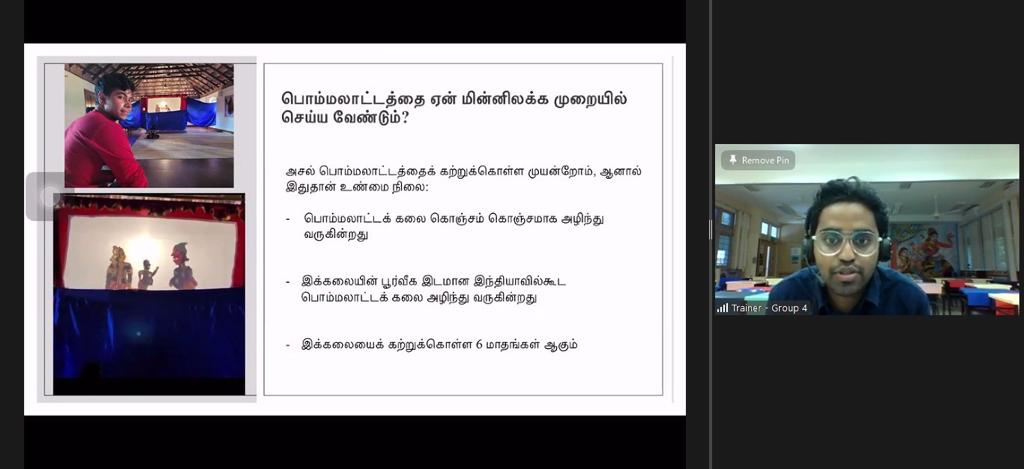 பொம்மலாட்டத்தை ஏன் மின்னிலக்க முறையில்
செய்ய வேண்டும்?
அசல் பொம்மலாட்டத்தைக் கற்றுக்கொள்ள முயன்றோம், ஆனால்
இதுதான் உண்மை நிலை:
- பொம்மலாட்டக் கலை கொஞ்சம் கொஞ்சமாக அழிந்து
வருகின்றது
- இக்கலையின் பூர்வீக இடமான இந்தியாவில்கூட
பொம்மலாட்டக் கலை அழிந்து வருகின்றது
- இக்கலையைக் கற்றுக்கொள்ள 6 மாதங்கள் ஆகும்
Remove Pin
Trainer - Group 4